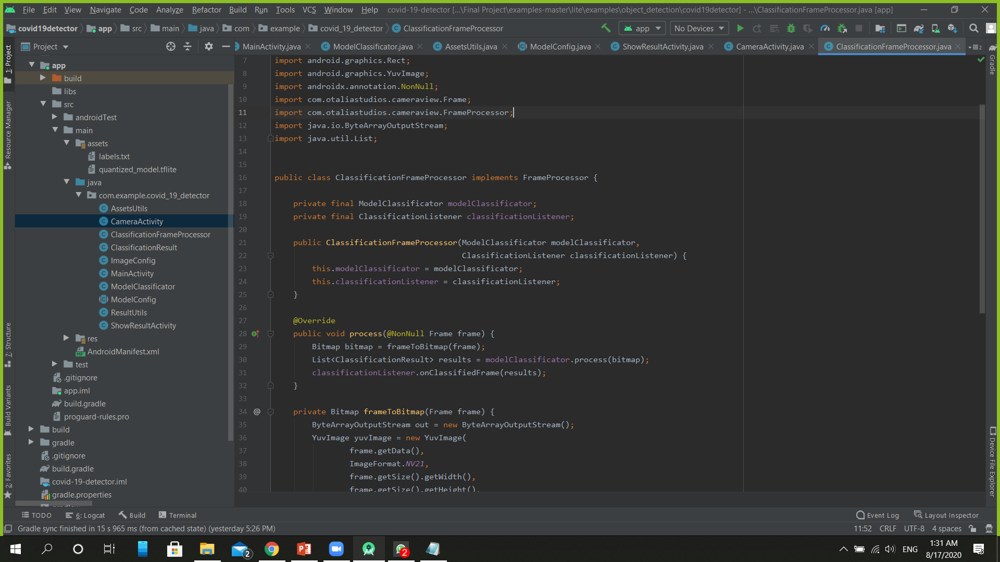 File Edit View Navigate Code Analyze Refactor Build Run Tools VCS Window Help covid-19-detector [...\Final Project\examples-master\lite\examples\object_detection\covid19detector] - ...\ClassificationFrameProcessor.java [app]
covid19detector app src main java com example covid_19_detector ClassificationFrameProcessor app No Devices
Project
MainActivity.java ModelClassificator.java AssetsUtils.java ModelConfig.java ShowResultActivity.java CameraActivity.java ClassificationFrameProcessor.java 2
1: Project
Resource Manager
7: Structure
Build Variants
2: Favorites
app
build
libs
src
androidTest
main
assets
labels.txt
quantized_model.tflite
java
com.example.covid_19_detector
AssetsUtils
CameraActivity
ClassificationFrameProcessor
ClassificationResult
ImageConfig
MainActivity
ModelClassificator
ModelConfig
ResultUtils
ShowResultActivity
res
MF AndroidManifest.xml
test
.gitignore
app.iml
build.gradle
proguard-rules.pro
build
gradle
.gitignore
build.gradle
covid-19-detector.iml
gradle.properties
7 import android.graphics.Rect;
8 import android.graphics.YuvImage;
9 import androidx.annotation.NonNull;
10 import com.otaliastudios.cameraview.Frame;
11 import com.otaliastudios.cameraview.FrameProcessor;
12 import java.io.ByteArrayOutputStream;
13 import java.util.List;
14
15
16 public class ClassificationFrameProcessor implements FrameProcessor {
17
18 private final ModelClassificator modelClassificator;
19 private final ClassificationListener classificationListener;
20
21 public ClassificationFrameProcessor(ModelClassificator modelClassificator,
22 ClassificationListener classificationListener) {
23 this.modelClassificator = modelClassificator;
24 this.classificationListener = classificationListener;
25 }
26
27 @Override
28 public void process(@NonNull Frame frame) {
29 Bitmap bitmap = frameToBitmap(frame);
30 List<ClassificationResult> results = modelClassificator.process(bitmap);
31 classificationListener.onClassifiedFrame(results);
32 }
33
34 @ private Bitmap frameToBitmap(Frame frame) {
35 ByteArrayOutputStream out = new ByteArrayOutputStream();
36 YuvImage yuvImage = new YuvImage(
37 frame.getData(),
38 ImageFormat.NV21,
39 frame.getSize().getWidth(),
40 frame.getSize().getHeight(),
Gradle
Device File Explorer
TODO 6: Logcat Build Terminal Event Log Layout Inspector
Gradle sync finished in 15 s 965 ms (from cached state) (yesterday 5:26 PM) 11:52 CRLF UTF-8 4 spaces
2 2 ENG 1:31 AM
8/17/2020